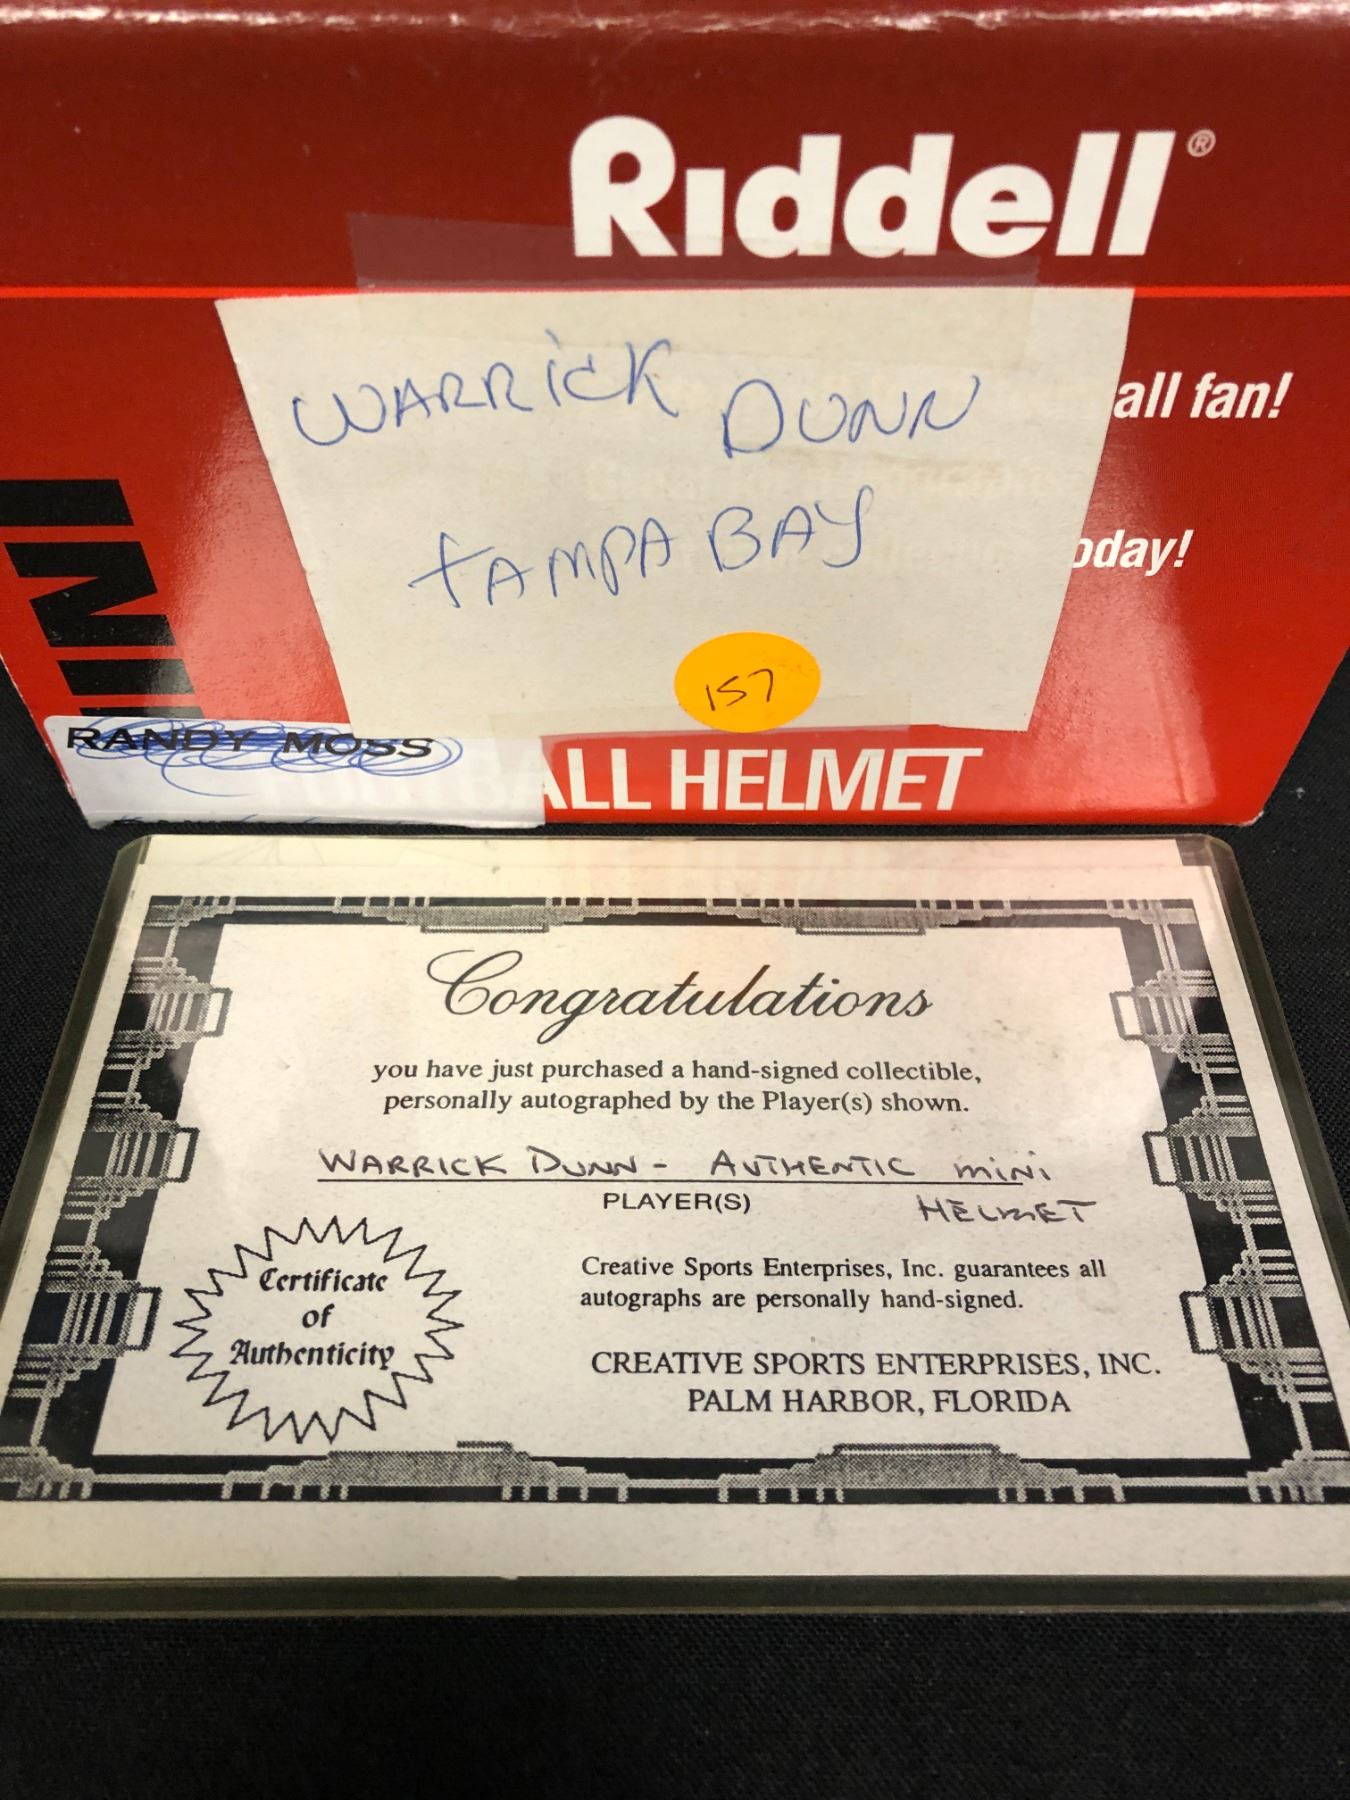 Riddell®
WARRICK DUNN
all fan!
TAMPA BAY
oday!
157
INI
RANDY MOSS
ALL HELMET
Congratulations
you have just purchased a hand-signed collectible,
personally autographed by the Player(s) shown.
WARRICK DUNN - AUTHENTIC mini
PLAYER(S)
HELMET
Certificate
of
Authenticity
Creative Sports Enterprises, Inc. guarantees all
autographs are personally hand-signed.
CREATIVE SPORTS ENTERPRISES, INC.
PALM HARBOR, FLORIDA